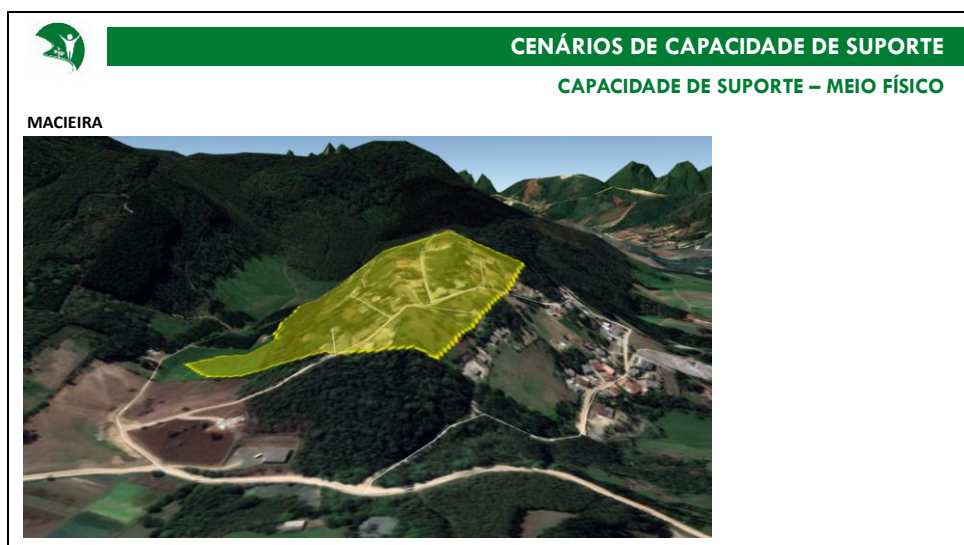 CENÁRIOS DE CAPACIDADE DE SUPORTE
CAPACIDADE DE SUPORTE – MEIO FÍSICO
MACIEIRA